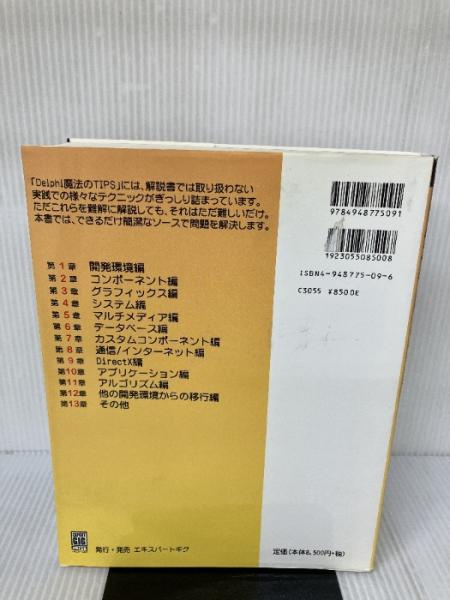 「Delphi魔法のTIPS」には、解説書では取り扱わない
実践での様々なテクニックがぎっしり詰まっています。
ただこれらを難解に解説しても、それはただ難しいだけ。
本書では、できるだけ簡潔なソースで問題を解決します。
第1章 開発環境編
第2章 コンポーネント編
第3章 グラフィックス編
第4章 システム編
第5章 マルチメディア編
第6章 データベース編
第7章 カスタムコンポーネント編
第8章 通信/インターネット編
第9章 DirectX編
第10章 アプリケーション編
第11章 アルゴリズム編
第12章 他の開発環境からの移行編
第13章 その他
発行・発売 エキスパートギグ
9784948775091
1923055085008
ISBN4-948775-09-6
C3055 ¥8500E
定価(本体8,500円+税)